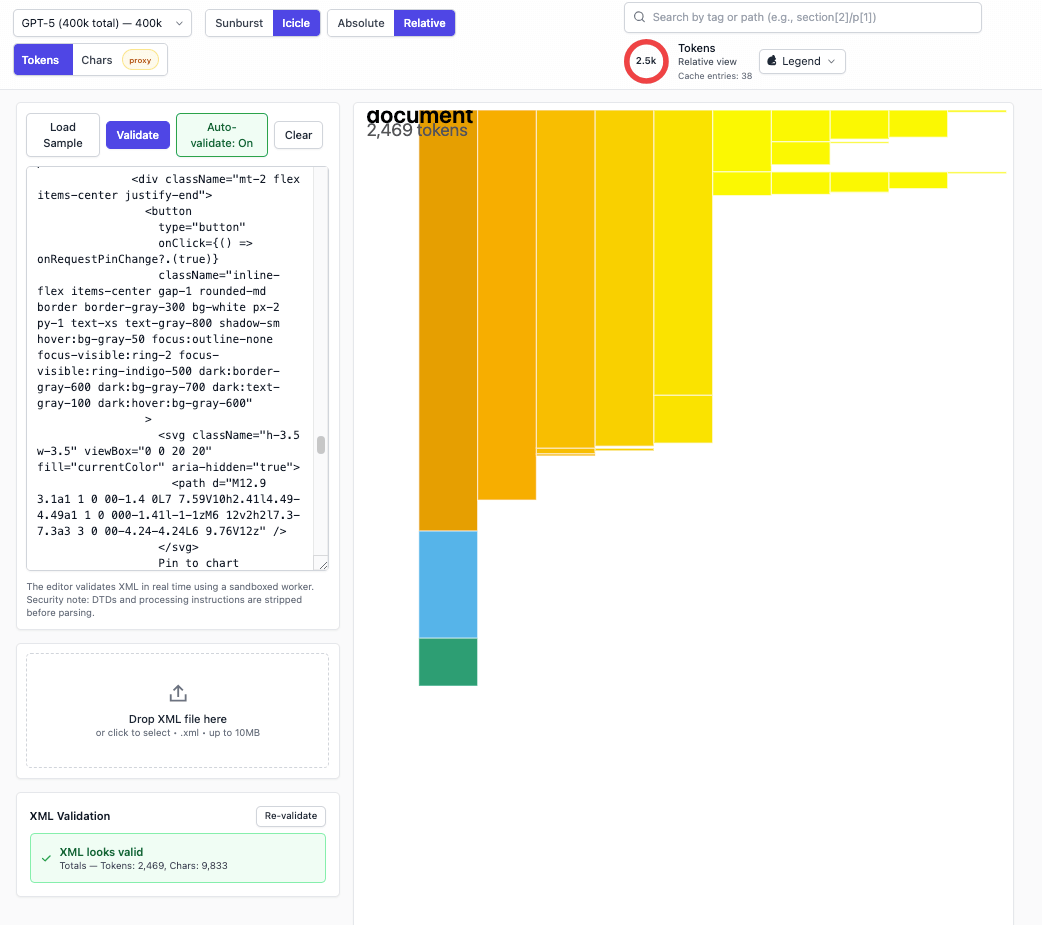 GPT-5 (400k total) — 400k
Sunburst
Icicle
Absolute
Relative
Search by tag or path (e.g., section[2]/p[1])
Tokens
Chars
proxy
2.5k
Tokens
Relative view
Cache entries: 38
Legend
Load
Sample
Validate
Auto-
validate: On
Clear
<div className="mt-2 flex
items-center justify-end">
<button
type="button"
onClick={() =>
onRequestPinChange?.(true)}
className="inline-
flex items-center gap-1 rounded-md
border border-gray-300 bg-white px-2
py-1 text-xs text-gray-800 shadow-sm
hover:bg-gray-50 focus:outline-none
focus-visible:ring-2 focus-
visible:ring-indigo-500 dark:border-
gray-600 dark:bg-gray-700 dark:text-
gray-100 dark:hover:bg-gray-600"
>
<svg className="h-3.5
w-3.5" viewBox="0 0 20 20"
fill="currentColor" aria-hidden="true">
<path d="M12.9
3.1a1 1 0 00-1.4 0L7 7.59V10h2.41l4.49-
4.49a1 1 0 000-1.41l-1-1zM6 12v2h2l7.3-
7.3a3 3 0 00-4.24-4.24L6 9.76V12z" />
</svg>
Pin to chart
The editor validates XML in real time using a sandboxed worker.
Security note: DTDs and processing instructions are stripped
before parsing.
Drop XML file here
or click to select • .xml • up to 10MB
XML Validation
Re-validate
XML looks valid
Totals — Tokens: 2,469, Chars: 9,833
document
2,469 tokens